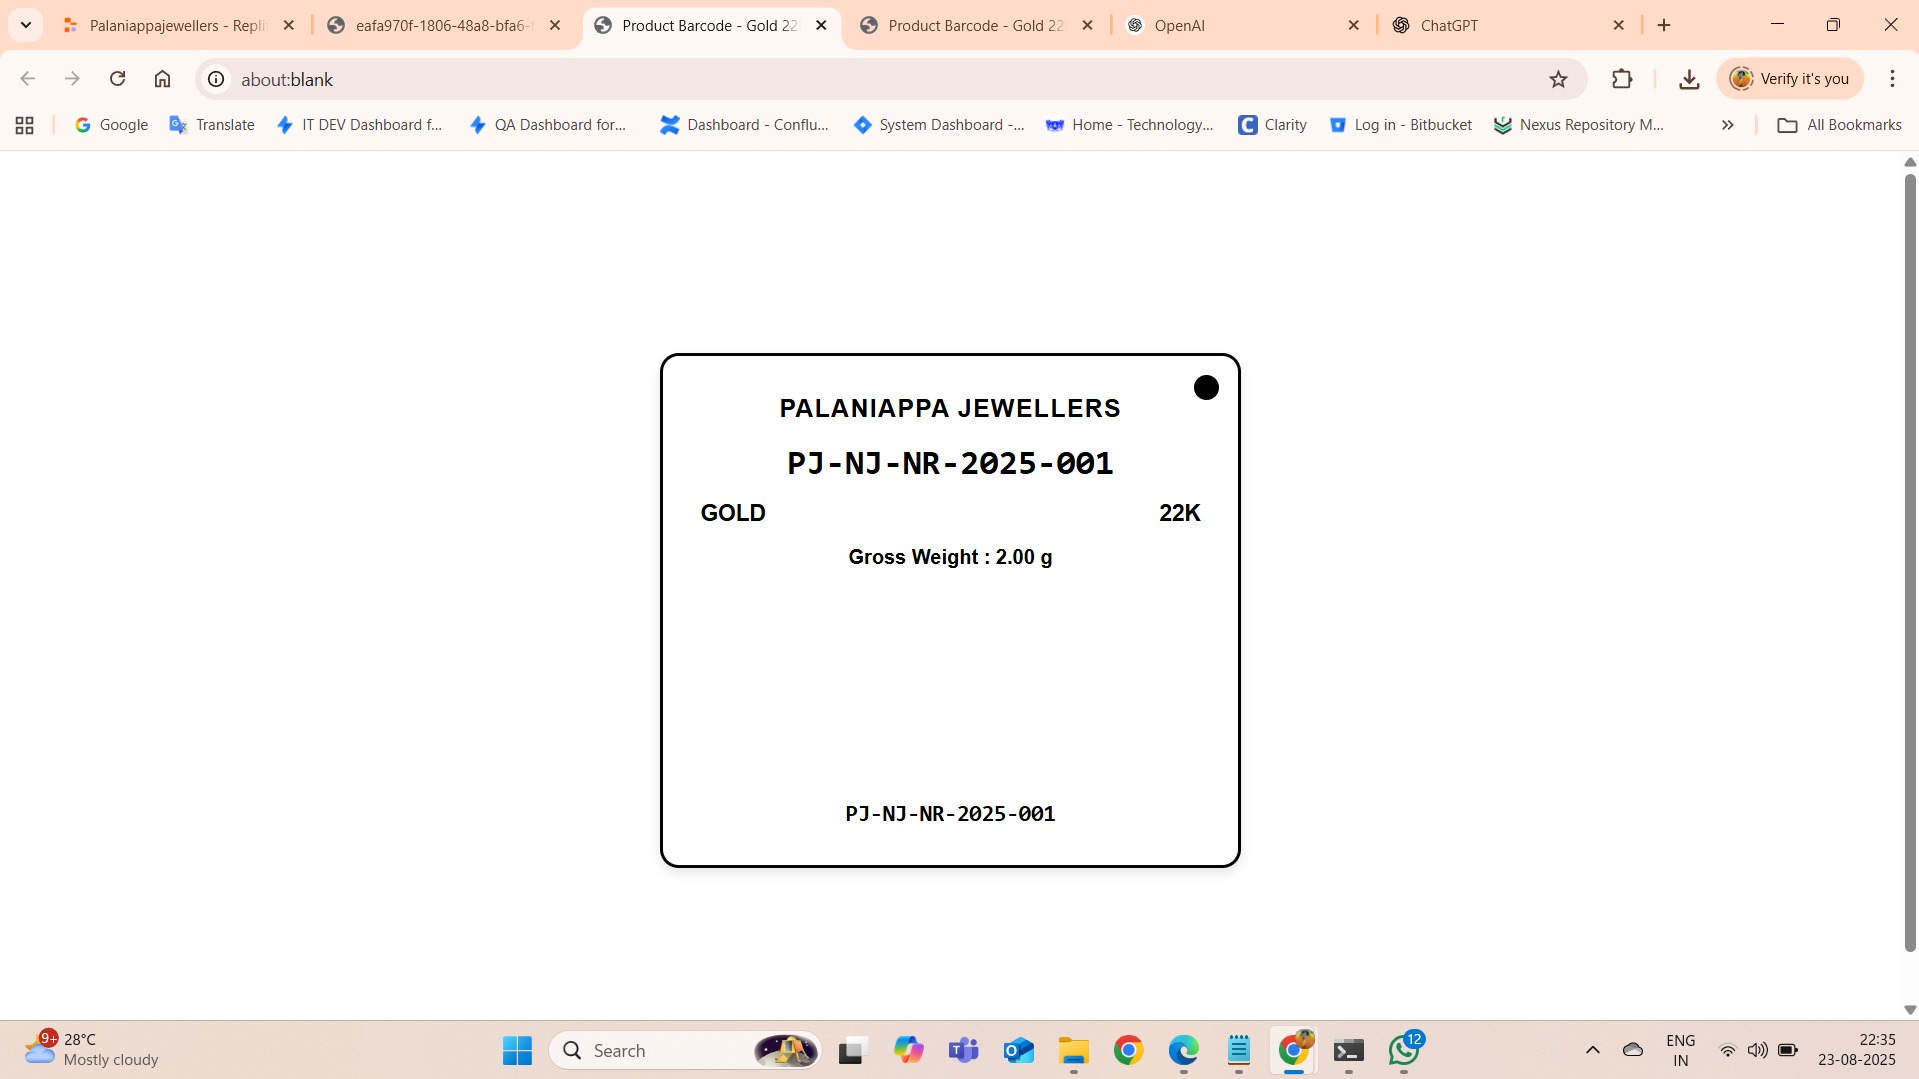 Palaniappajewellers - Repli
eafa970f-1806-48a8-bfa6-
Product Barcode - Gold 22
Product Barcode - Gold 22
OpenAI
ChatGPT
about:blank
Verify it's you
Google
Translate
IT DEV Dashboard f...
QA Dashboard for...
Dashboard - Conflu...
System Dashboard -...
Home - Technology...
Clarity
Log in - Bitbucket
Nexus Repository M...
All Bookmarks
PALANIAPPA JEWELLERS
PJ-NJ-NR-2025-001
GOLD 22K
Gross Weight : 2.00 g
PJ-NJ-NR-2025-001
9+
28°C
Mostly cloudy
Search
12
ENG
IN
22:35
23-08-2025